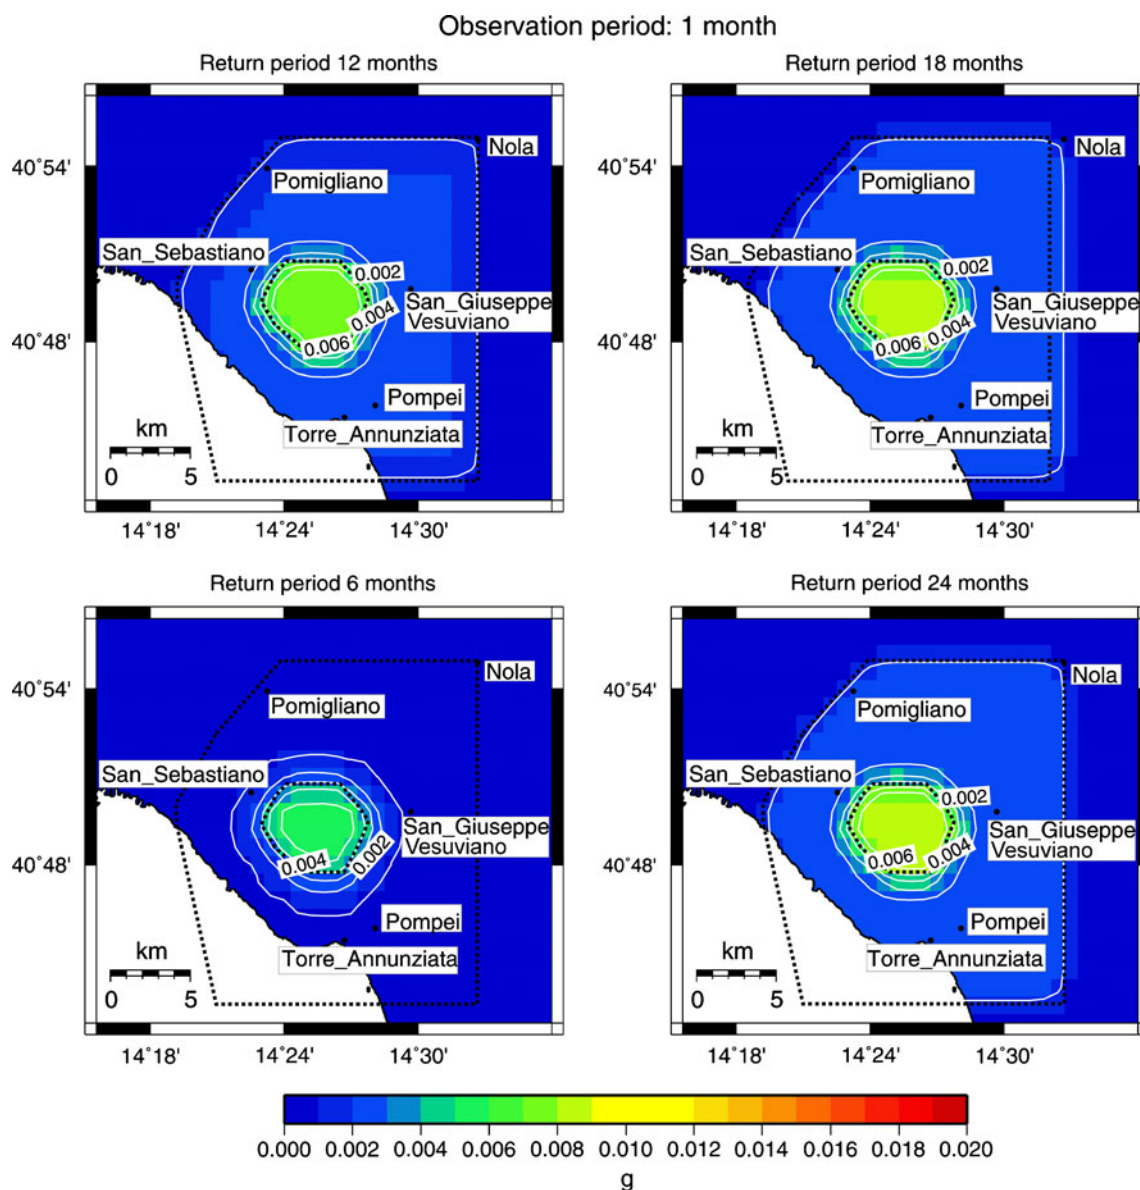 Observation period: 1 month
Return period 12 months
Return period 18 months
40°54'
Nola
Pomigliano
San_Sebastiano
0.002
San_Giuseppe
Vesuviano
0.004
0.006
40°48'
Pompei
Torre_Annunziata
km
0 5
14°18' 14°24' 14°30'
40°54'
Nola
Pomigliano
San_Sebastiano
0.002
San_Giuseppe
Vesuviano
0.004
0.006
40°48'
Pompei
Torre_Annunziata
km
0 5
14°18' 14°24' 14°30'
Return period 6 months
Return period 24 months
40°54'
Nola
Pomigliano
San_Sebastiano
San_Giuseppe
Vesuviano
0.002
0.004
40°48'
Pompei
Torre_Annunziata
km
0 5
14°18' 14°24' 14°30'
40°54'
Nola
Pomigliano
San_Sebastiano
0.002
San_Giuseppe
Vesuviano
0.004
0.006
40°48'
Pompei
Torre_Annunziata
km
0 5
14°18' 14°24' 14°30'
0.000 0.002 0.004 0.006 0.008 0.010 0.012 0.014 0.016 0.018 0.020
g